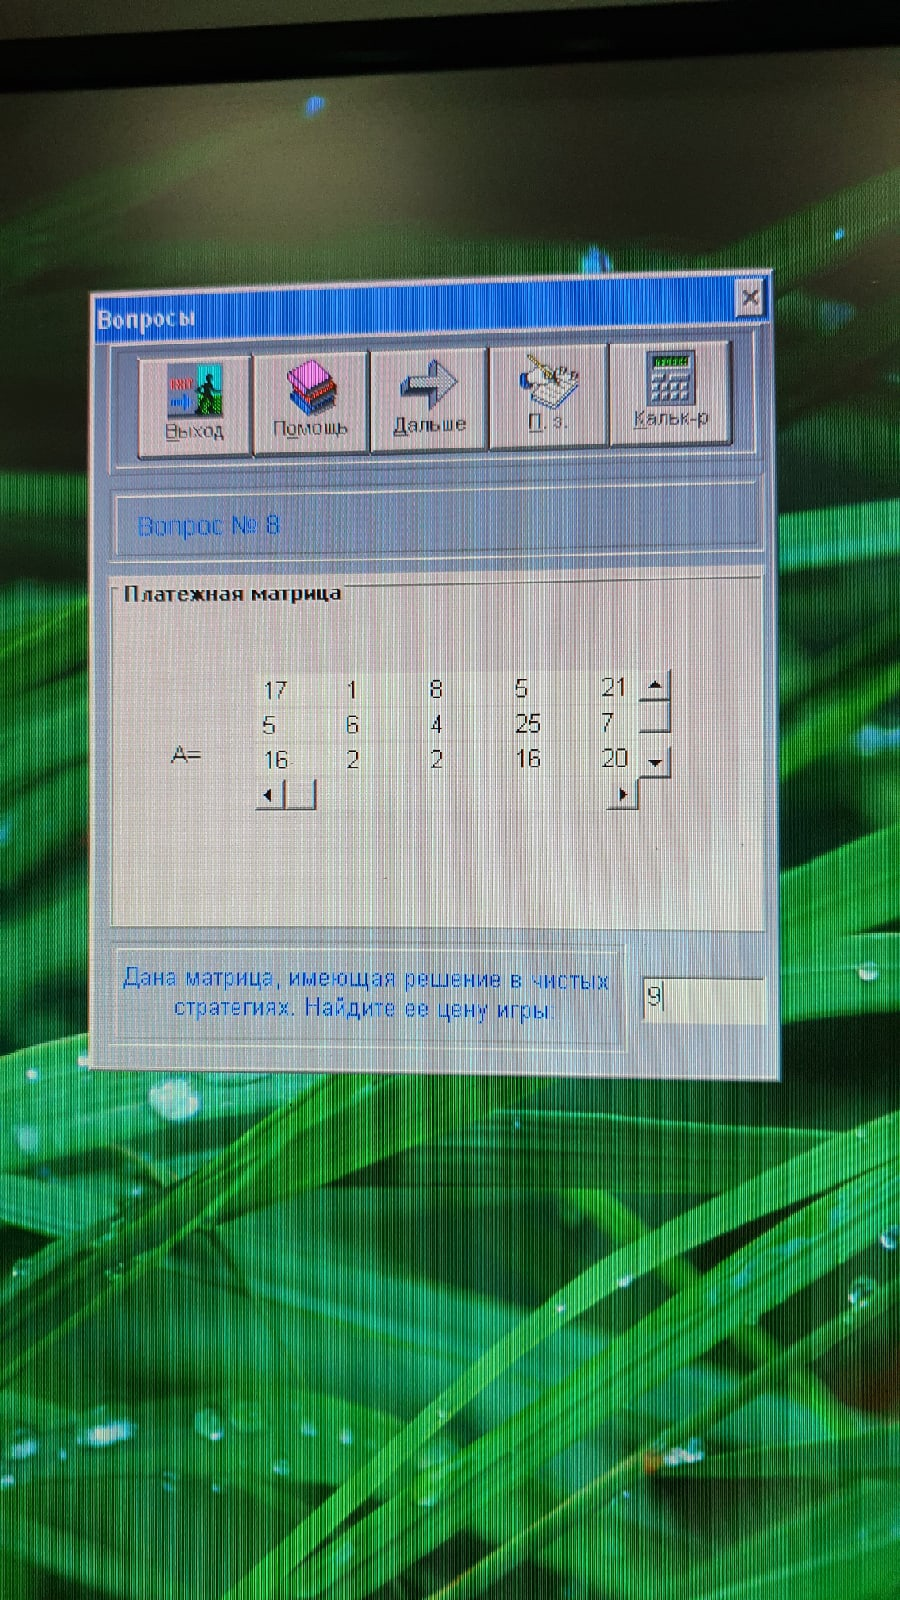 Вопросы
Выход Помощь Дальше П. э. Кальк-р
Вопрос № 8
Платежная матрица
17 1 8 5 21
5 6 4 25 7
A= 16 2 2 16 20
Дана матрица, имеющая решение в чистых
стратегиях. Найдите ее цену игры:
9